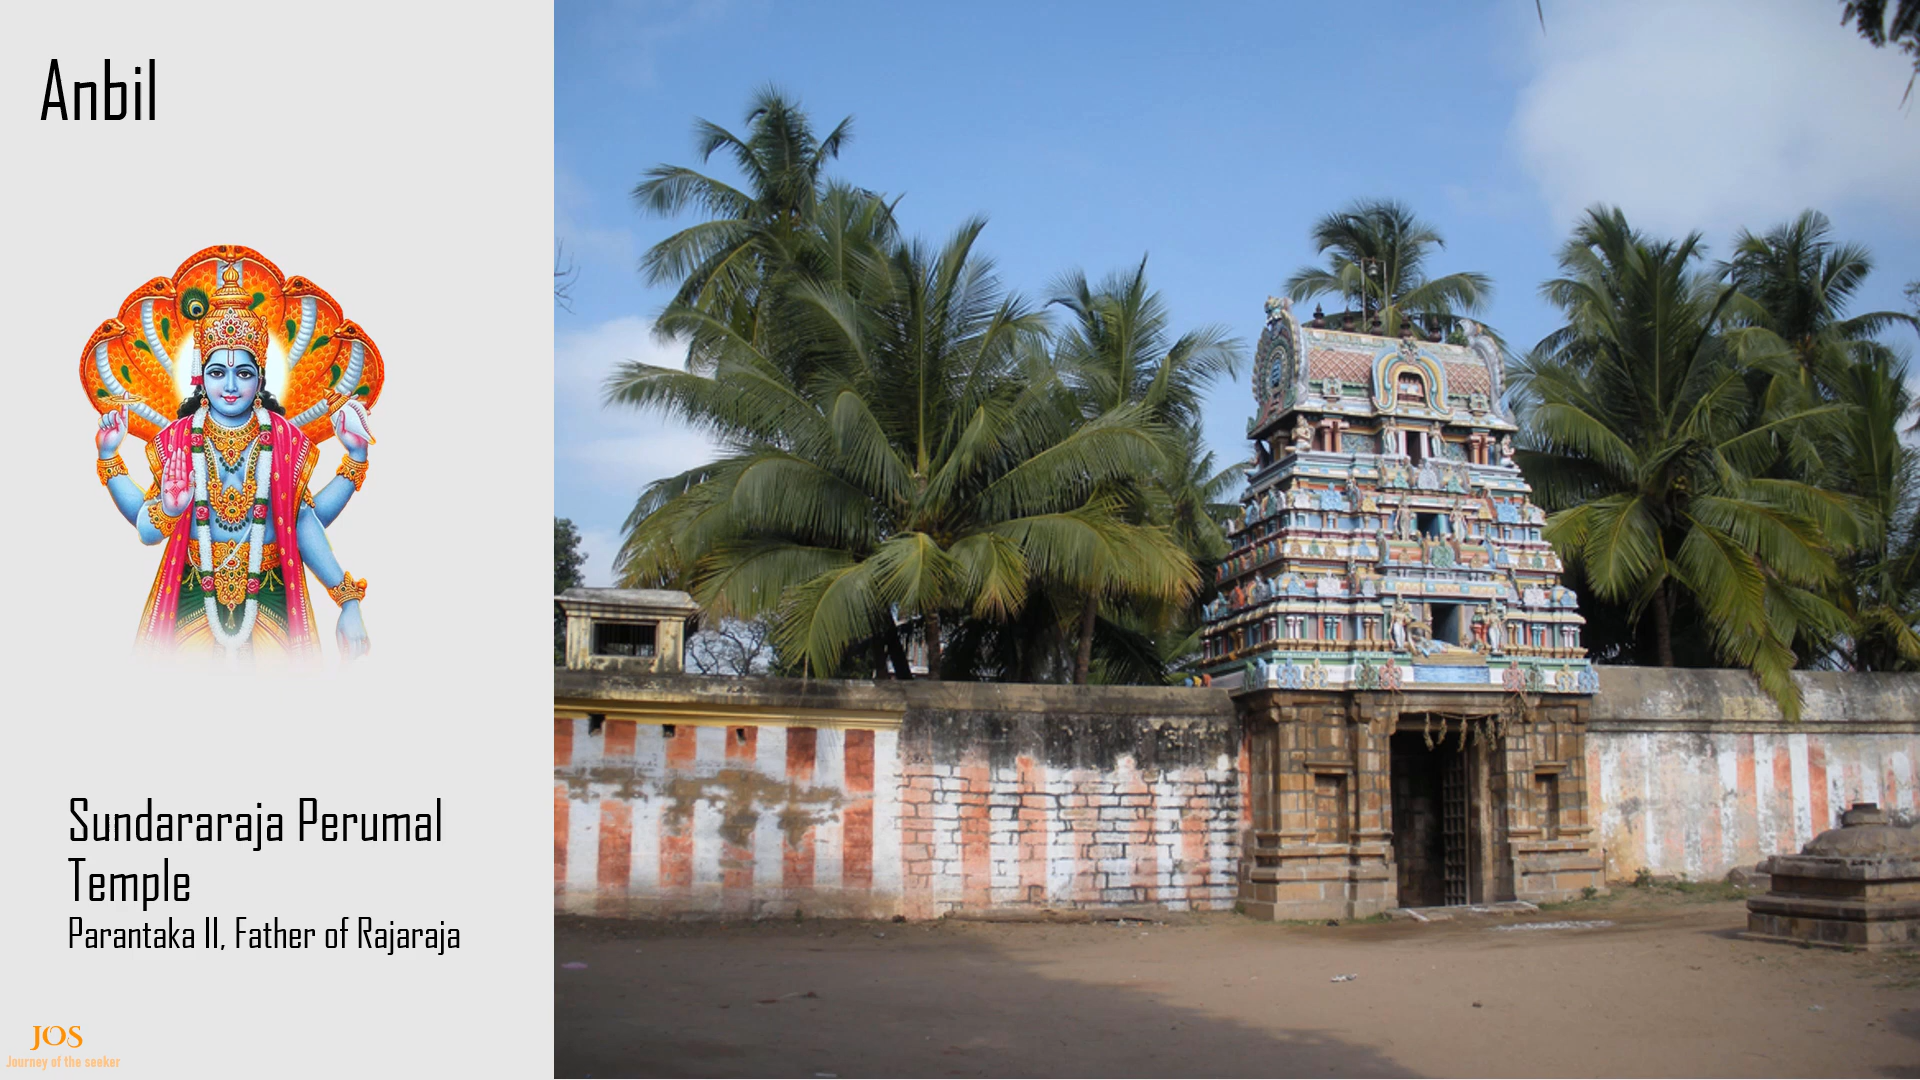 Anbil
Sundararaja Perumal
Temple
Parantaka II, Father of Rajaraja
JOS
Journey of the seeker